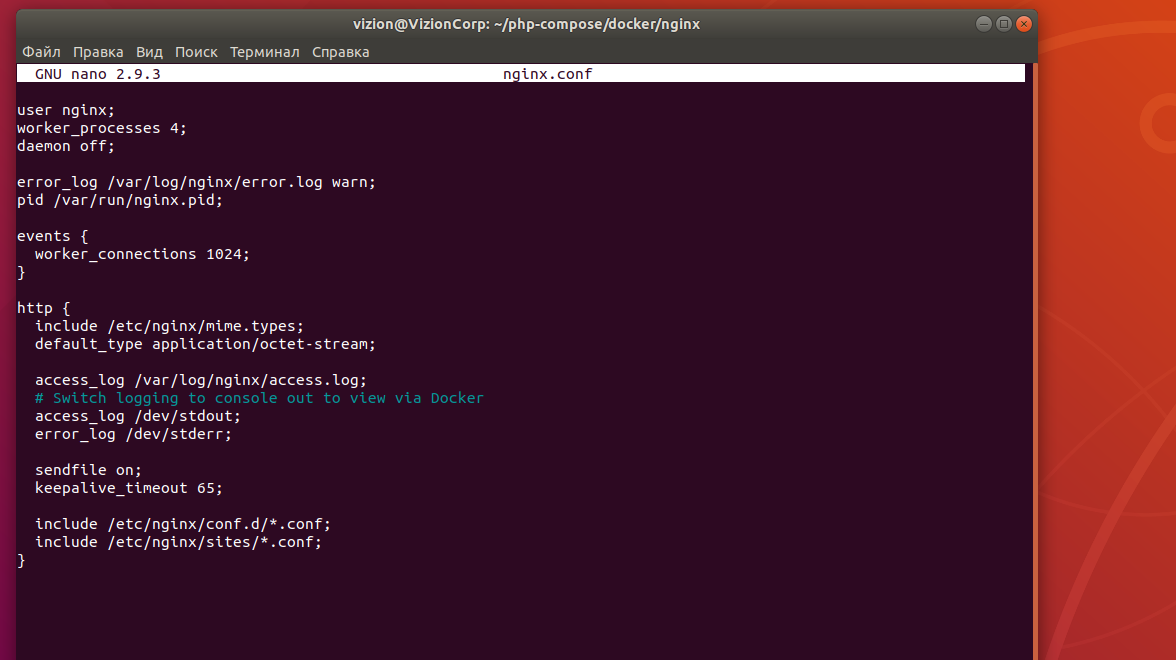 vizion@VizionCorp: ~/php-compose/docker/nginx
Файл Правка Вид Поиск Терминал Справка
GNU nano 2.9.3 nginx.conf
user nginx;
worker_processes 4;
daemon off;
error_log /var/log/nginx/error.log warn;
pid /var/run/nginx.pid;
events {
worker_connections 1024;
}
http {
include /etc/nginx/mime.types;
default_type application/octet-stream;
access_log /var/log/nginx/access.log;
# Switch logging to console out to view via Docker
access_log /dev/stdout;
error_log /dev/stderr;
sendfile on;
keepalive_timeout 65;
include /etc/nginx/conf.d/*.conf;
include /etc/nginx/sites/*.conf;
}